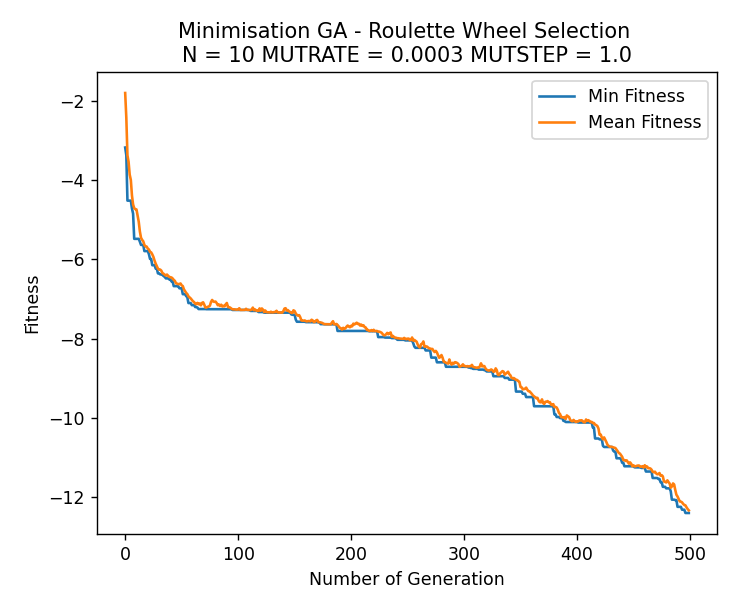 Minimisation GA - Roulette Wheel Selection
N = 10 MUTRATE = 0.0003 MUTSTEP = 1.0
Min Fitness
Mean Fitness
−2
−4
−6
−8
−10
−12
Fitness
0 100 200 300 400 500
Number of Generation